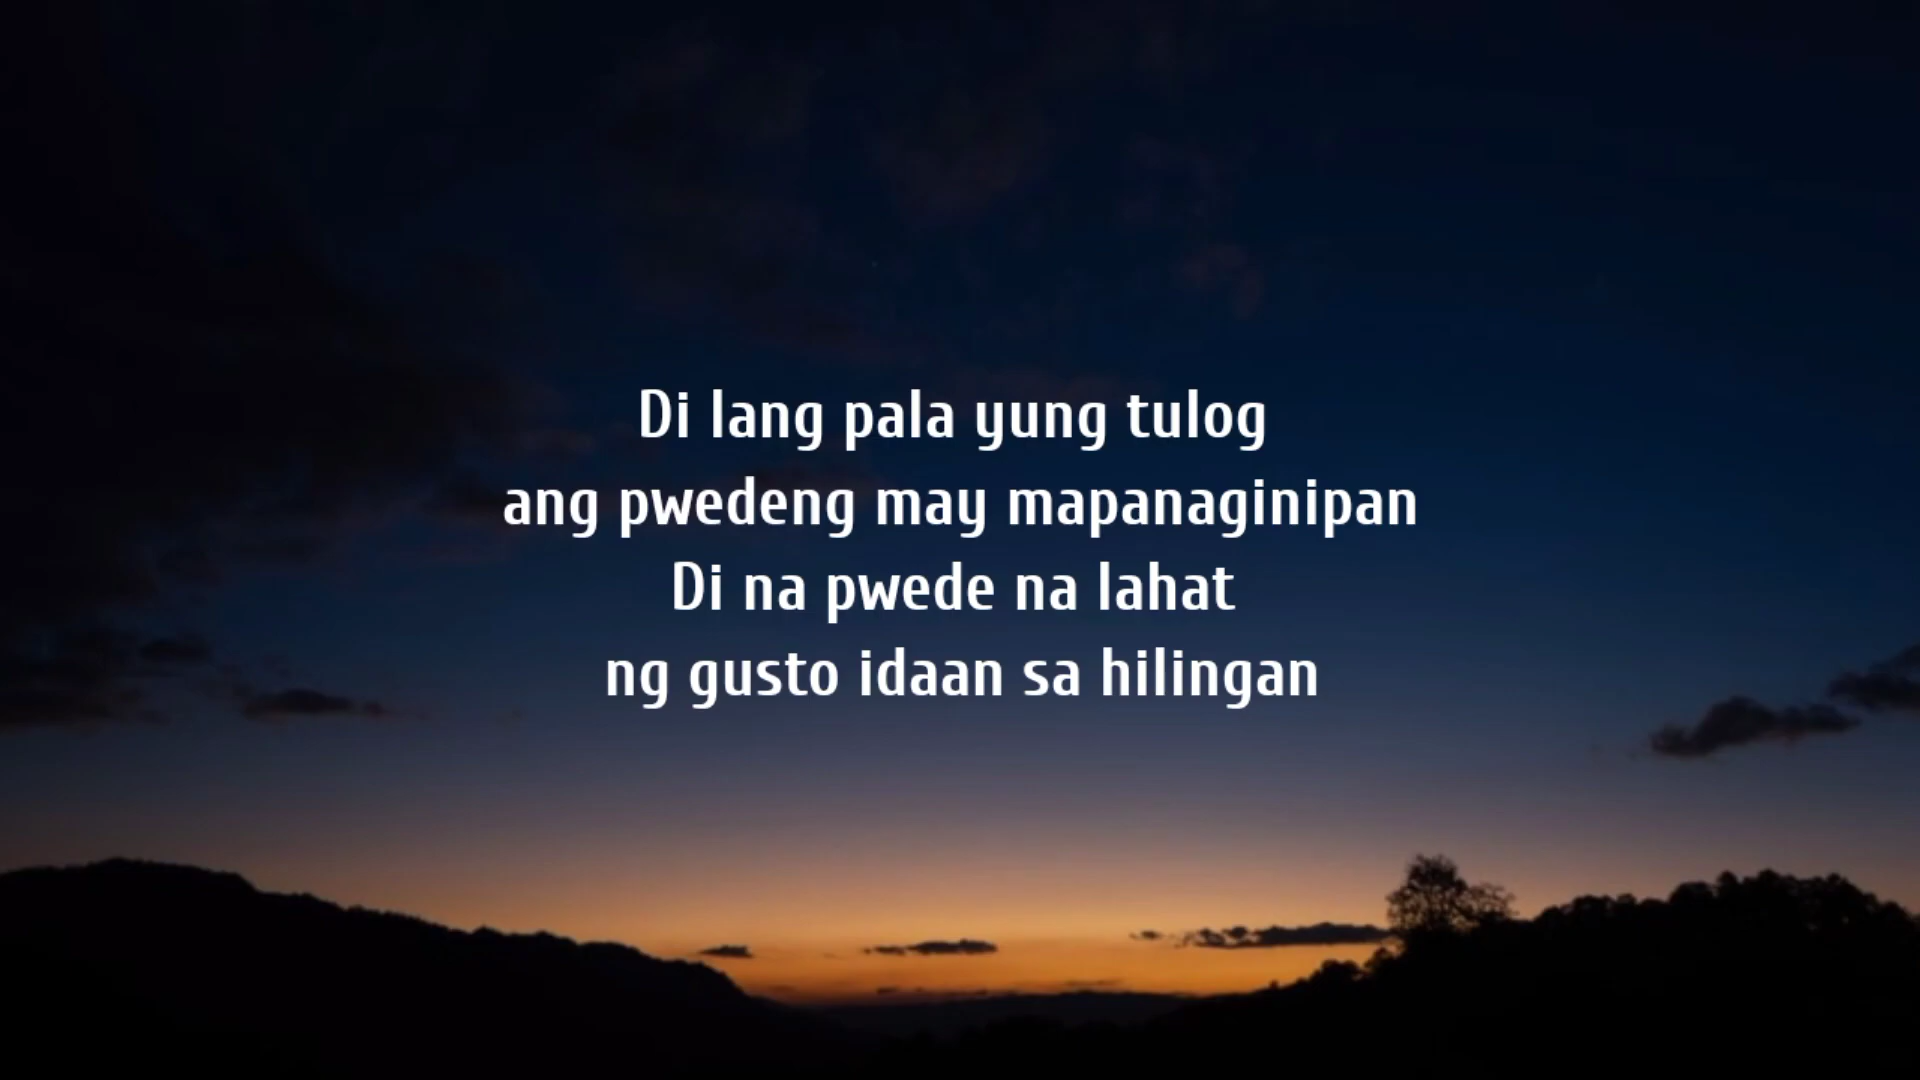 Di lang pala yung tulog
ang pwedeng may mapanaginipan
Di na pwede na lahat
ng gusto idaan sa hilingan